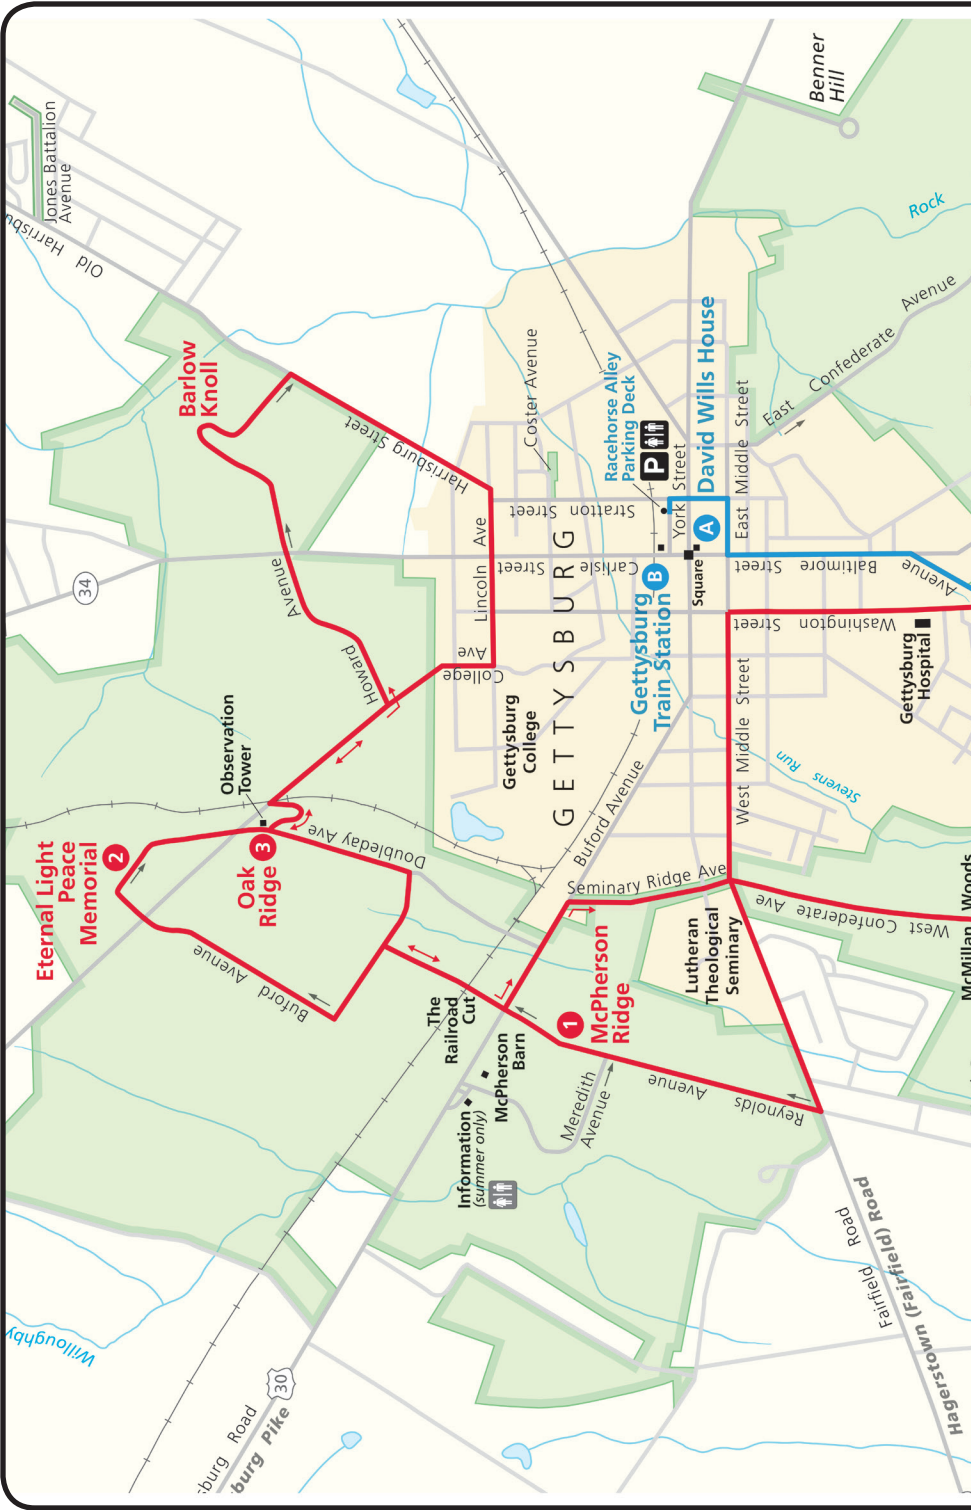 Jones Battalion
Avenue
Old Harrisbu
Benner
Hill
Rock
Avenue
Confederate
East
Barlow
Knoll
Harrisburg Street
Coster Avenue
Racehorse Alley
Parking Deck
P
David Wills House
A
York Street
East Middle Street
Stratton Street
34
Avenue
Howard
Lincoln Ave
Carlisle Street
B
Gettysburg
Train Station
Square
Baltimore Street
Avenue
Washington Street
Gettysburg
Hospital
College Ave
Gettysburg
College
GETTYSBURG
West Middle Street
Stevens Run
Observation
Tower
Eternal Light
Peace
Memorial
2
3
Oak
Ridge
Doubleday Ave
Buford Avenue
Buford Avenue
Seminary Ridge Ave
West Confederate Ave
McMillan Woods
Lutheran
Theological
Seminary
1
McPherson
Ridge
The
Railroad
Cut
McPherson
Barn
Information
(summer only)
Meredith
Avenue
Reynolds Avenue
Willoughby
Fairfield Road
Hagerstown (Fairfield) Road
30
sburg Road
burg Pike